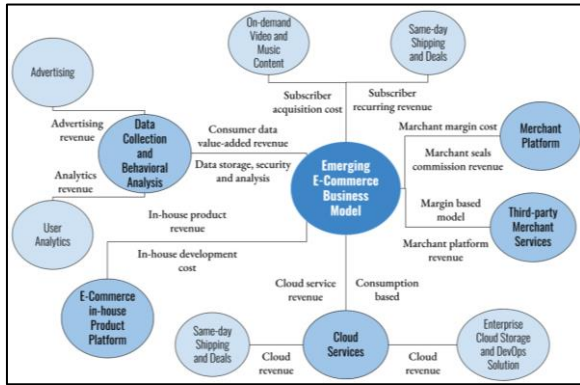 On-demand
Video and
Music
Content
Same-day
Shipping
and Deals
Advertising
Subscriber
acquisition cost
Subscriber
recurring revenue
Advertising
revenue
Data
Collection
and
Behavioral
Analysis
Consumer data
value-added revenue
Data storage, security
and analysis
Emerging
E-Commerce
Business
Model
Marchant margin cost
Marchant seals
commission revenue
Merchant
Platform
Analytics
revenue
User
Analytics
In-house product
revenue
In-house development
cost
Margin based
model
Marchant platform
revenue
Third-party
Merchant
Services
E-Commerce
in-house
Product
Platform
Cloud service
revenue
Consumption
based
Same-day
Shipping
and Deals
Cloud
revenue
Cloud
Services
Cloud
revenue
Enterprise
Cloud Storage
and DevOps
Solution